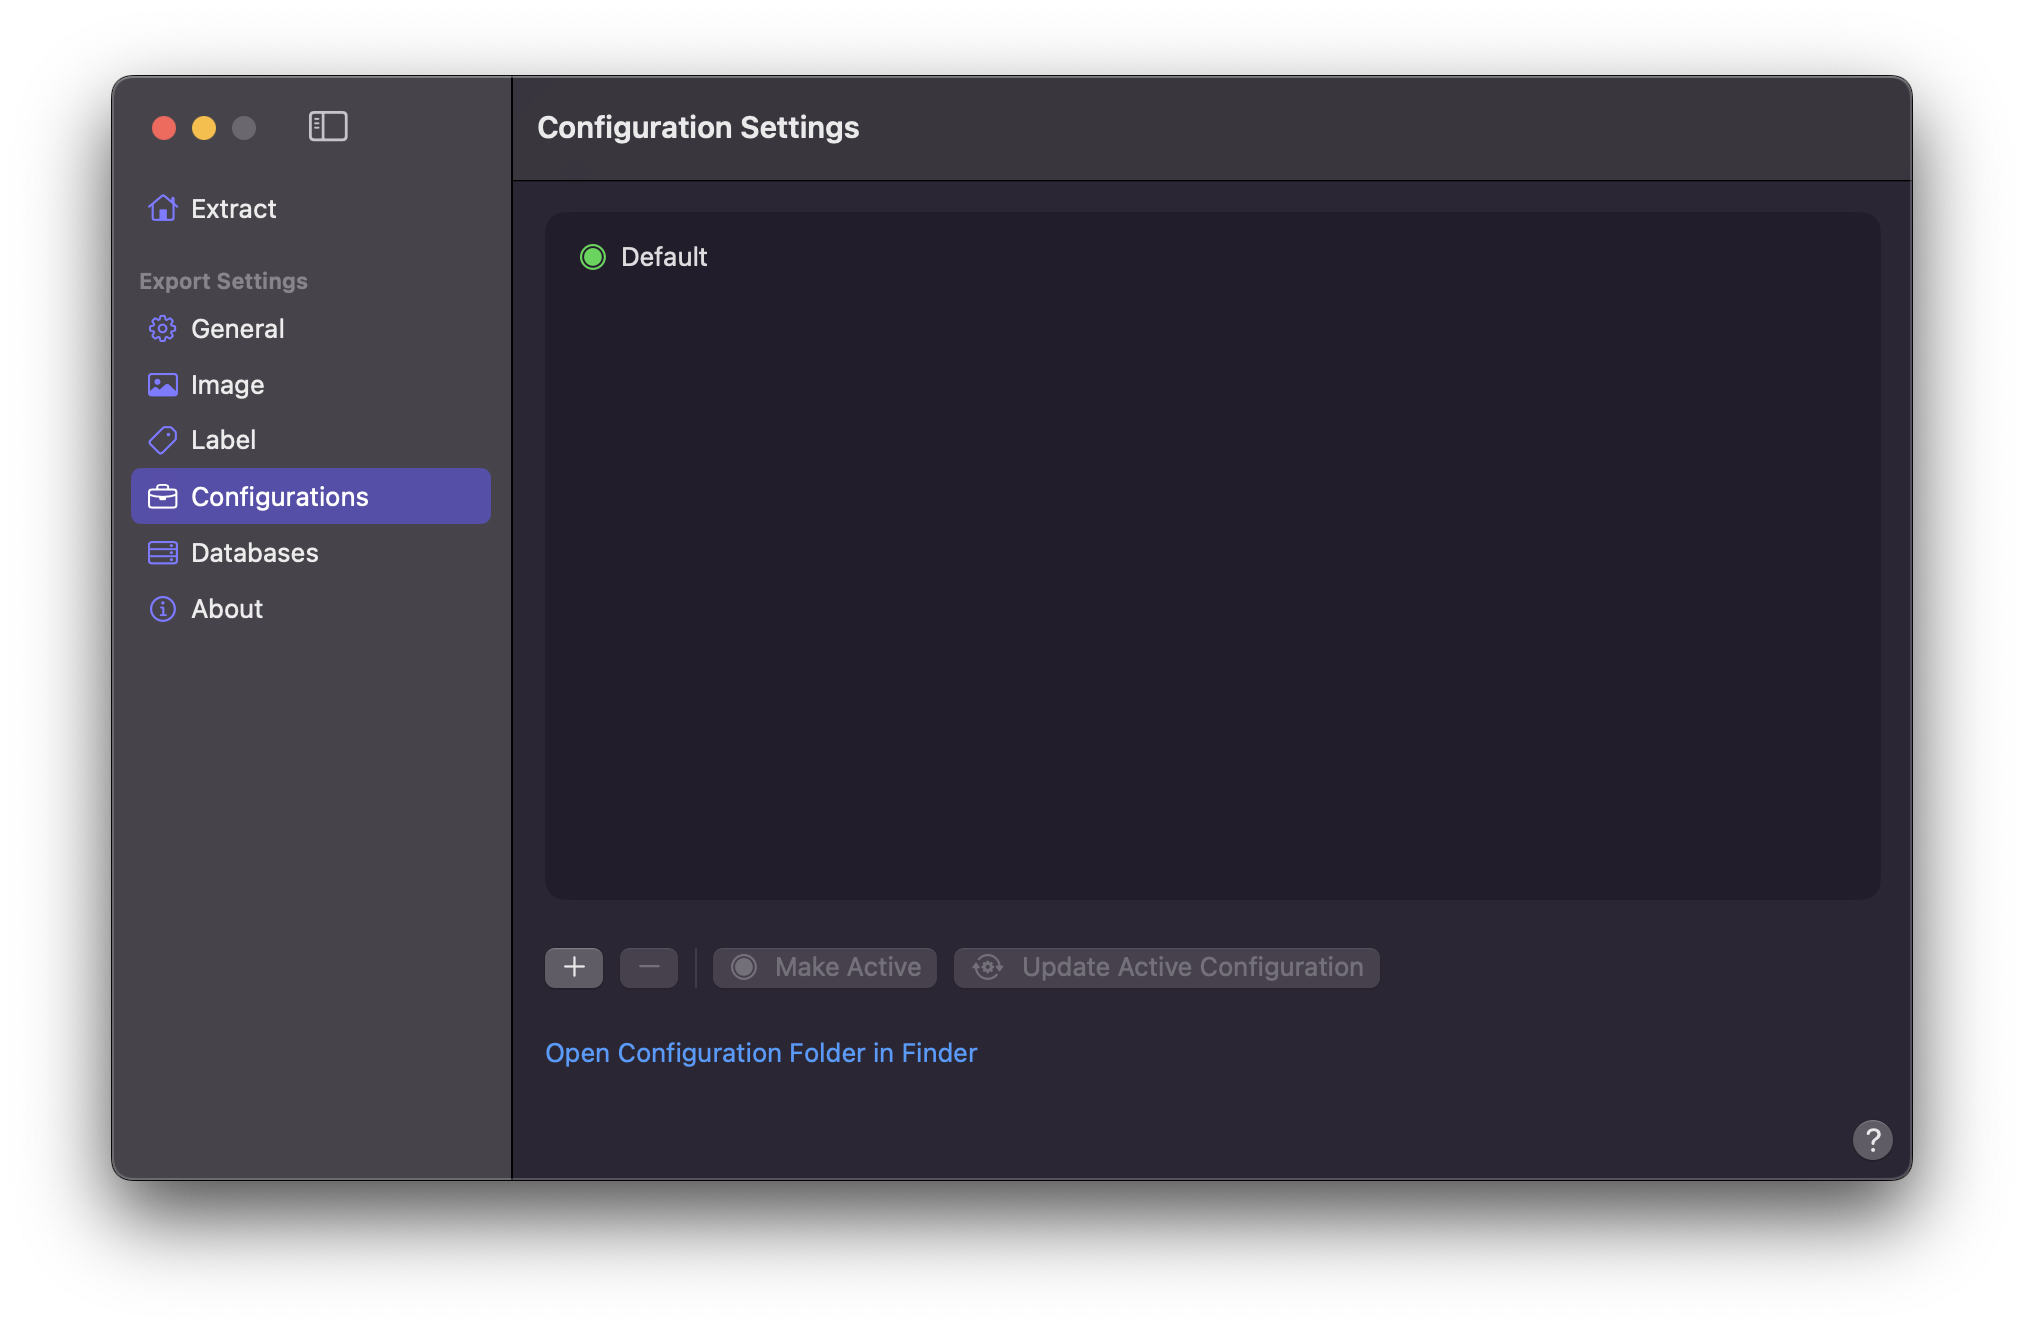 Extract
Export Settings
General
Image
Label
Configurations
Databases
About
Configuration Settings
Default
Make Active
Update Active Configuration
Open Configuration Folder in Finder
?